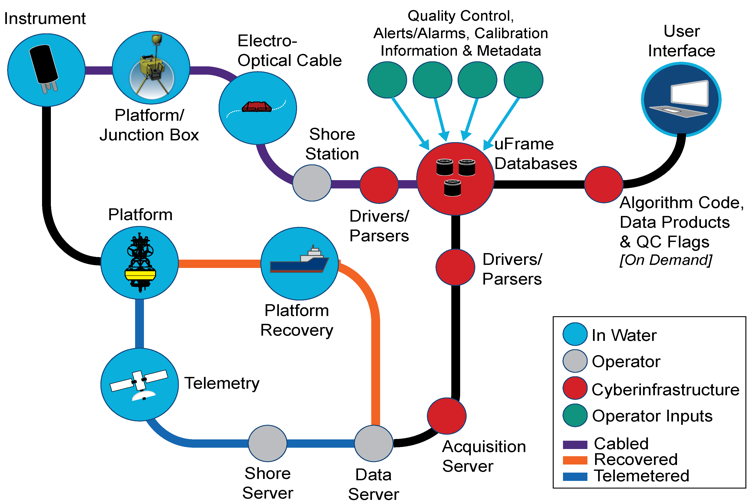 Instrument
Platform/
Junction Box
Electro-
Optical Cable
Shore
Station
Drivers/
Parsers
Quality Control,
Alerts/Alarms, Calibration
Information & Metadata
uFrame
Databases
User
Interface
Algorithm Code,
Data Products
& QC Flags
[On Demand]
Platform
Platform
Recovery
Telemetry
Shore
Server
Data
Server
Acquisition
Server
Drivers/
Parsers
In Water
Operator
Cyberinfrastructure
Operator Inputs
Cabled
Recovered
Telemetered